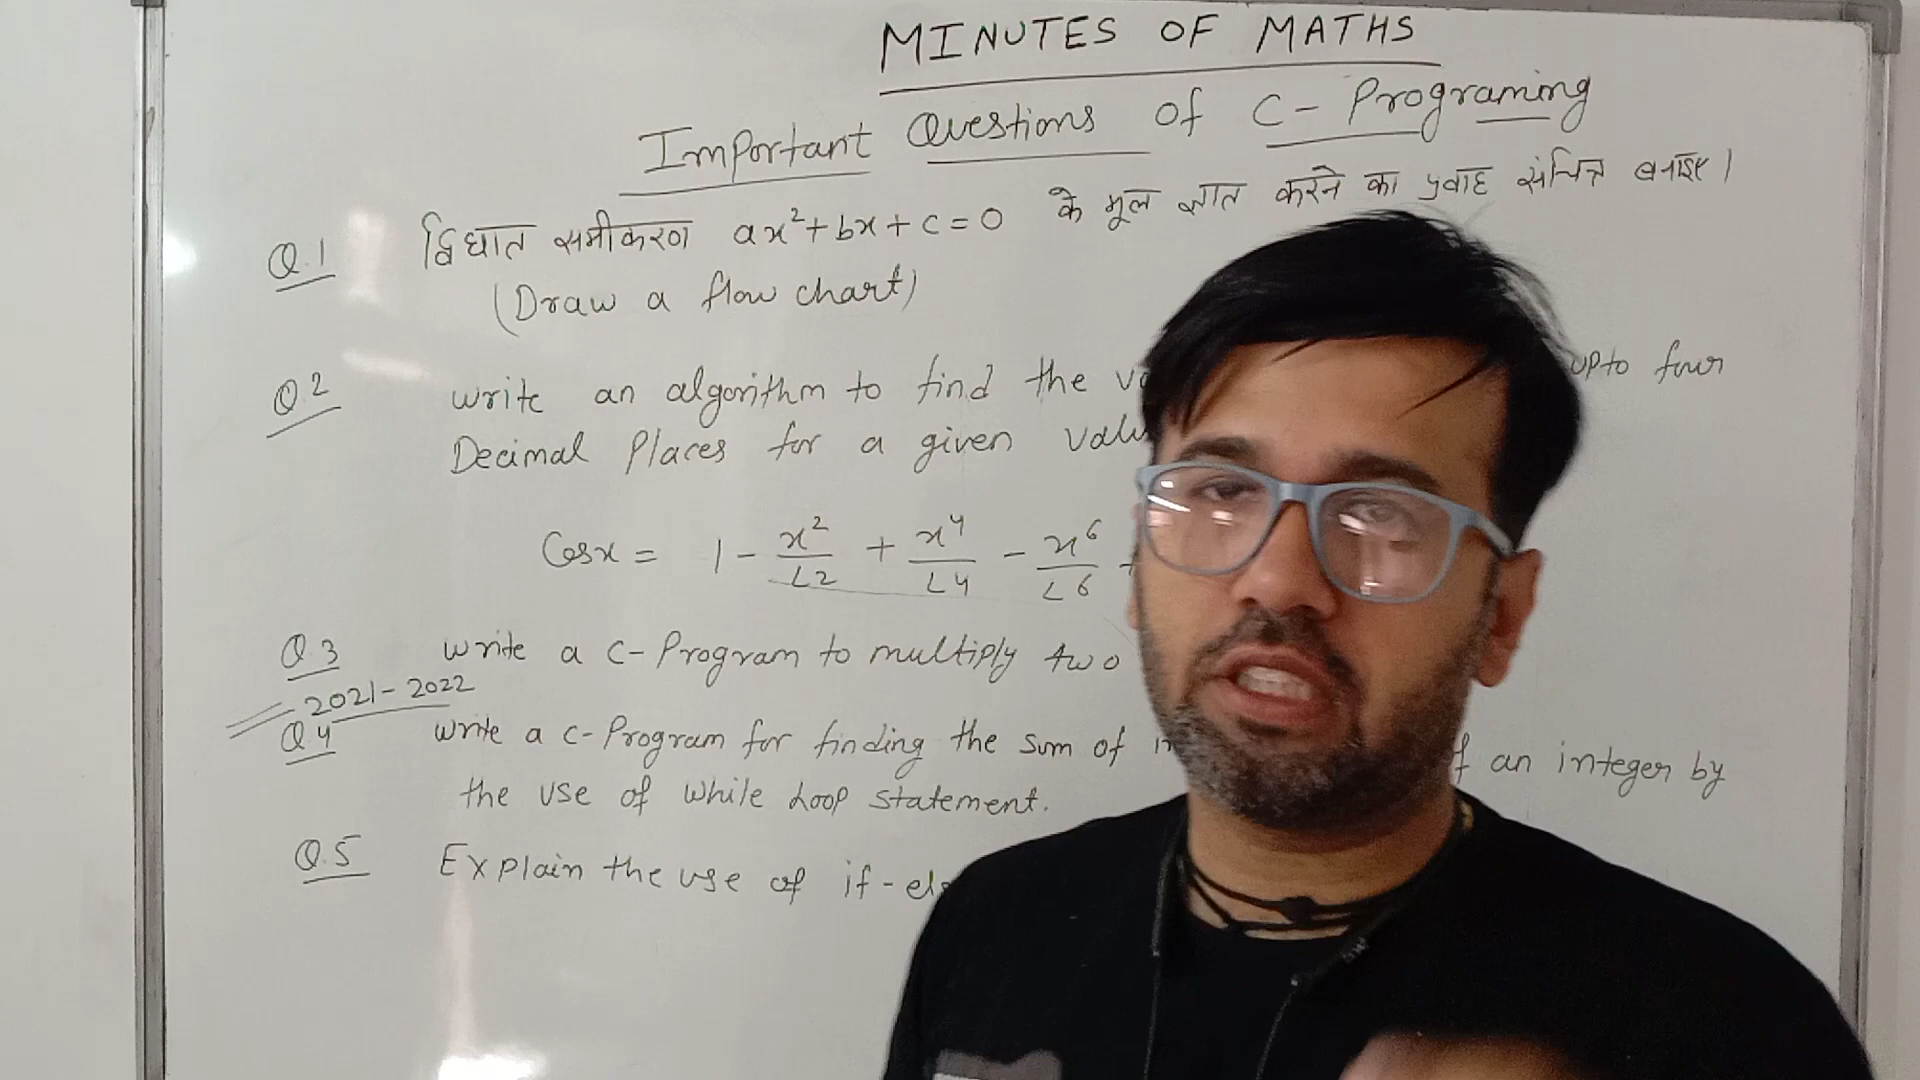 MINUTES OF MATHS
Important Questions of C-Programing
Q.1 द्विघात समीकरण ax²+bx+c=0 के मूल ज्ञात करने का प्रवाह संचित्र बनाइए।
(Draw a flow chart)
Q.2 write an algorithm to find the upto four
Decimal Places for a given
Cosx = 1 - x²/∠2 + x⁴/∠4 - x⁶/∠6
Q.3 write a C-Program to multiply two
2021-2022
Q4 write a c-Program for finding the sum of an integer by
the use of while Loop statement.
Q.5 Explain the use of if-